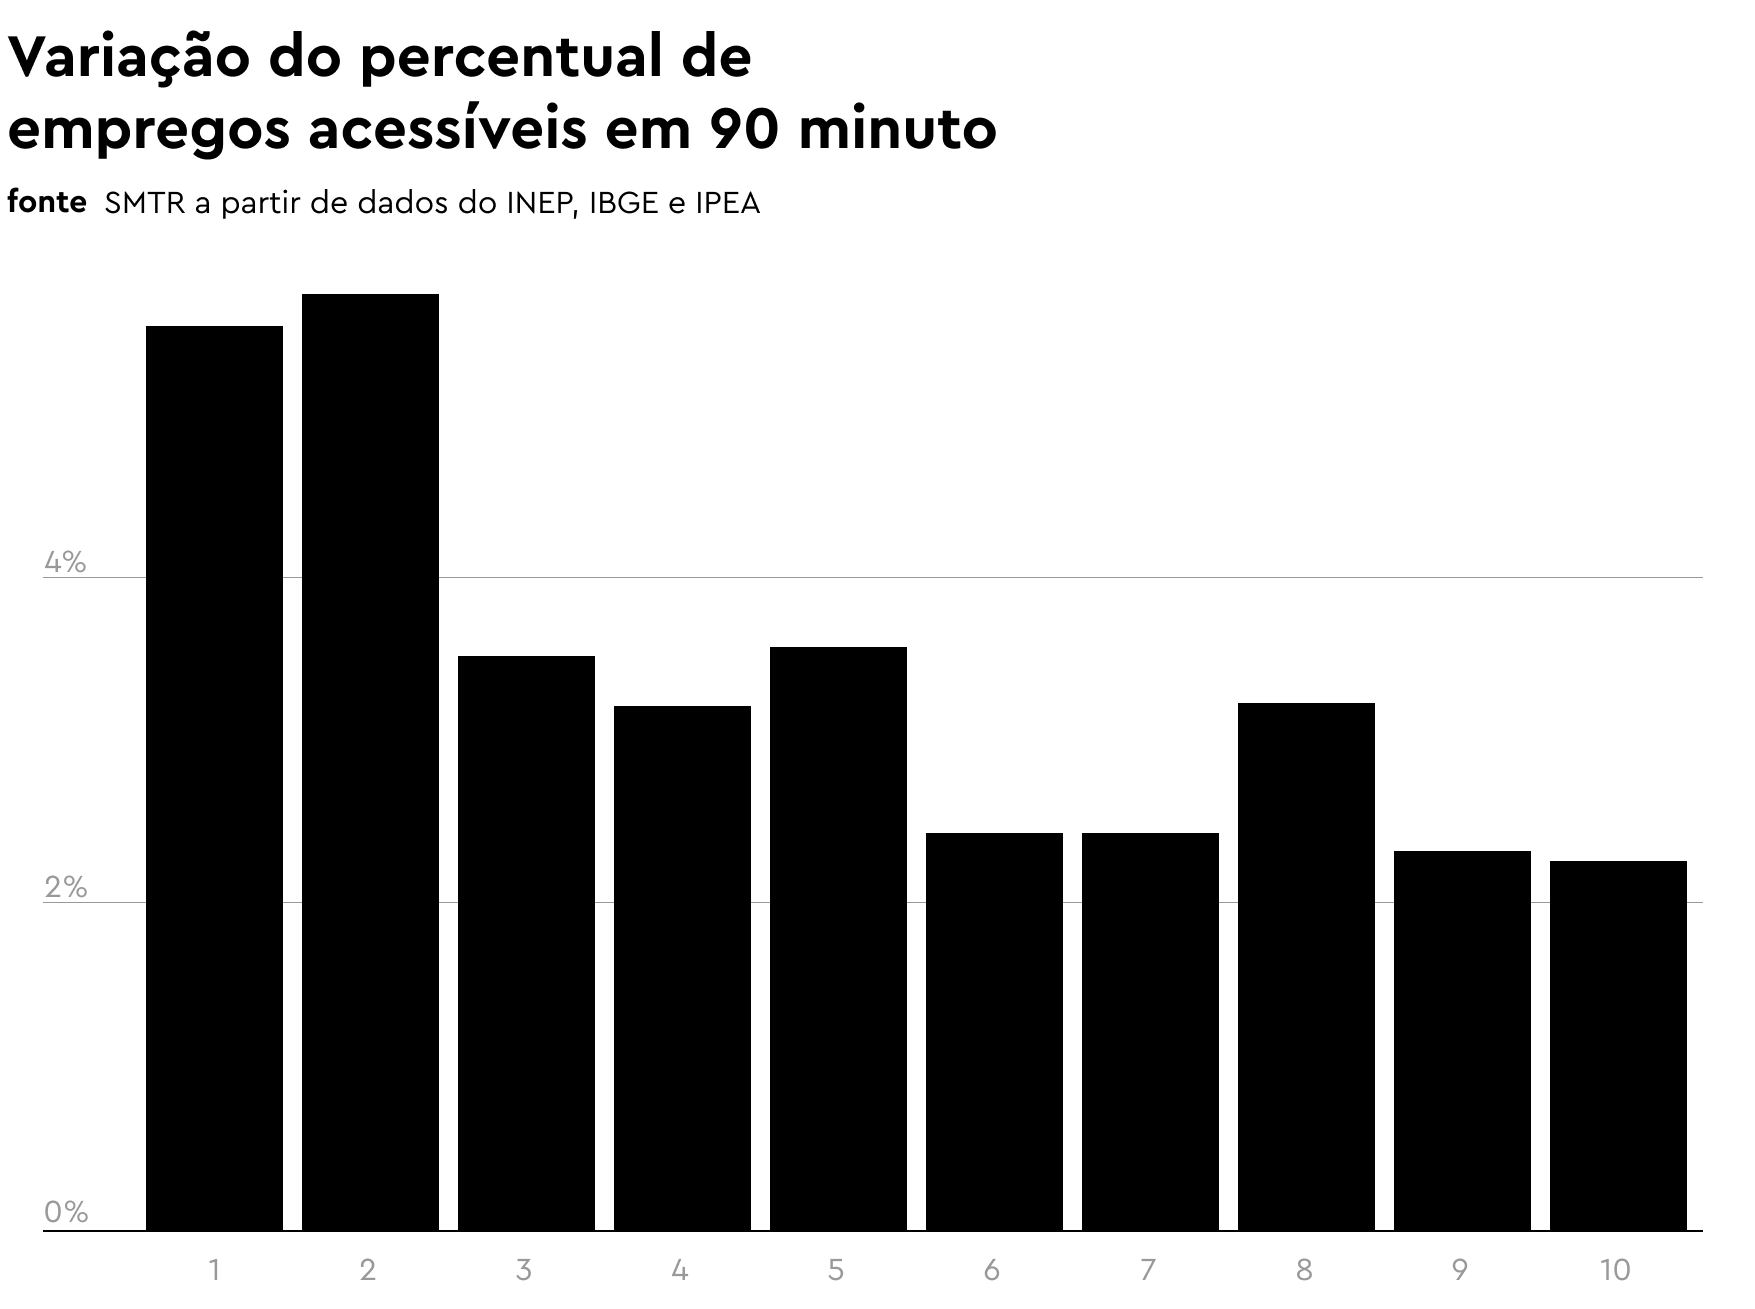 Variação do percentual de
empregos acessíveis em 90 minuto
fonte SMTR a partir de dados do INEP, IBGE e IPEA
4%
2%
0%
1 2 3 4 5 6 7 8 9 10